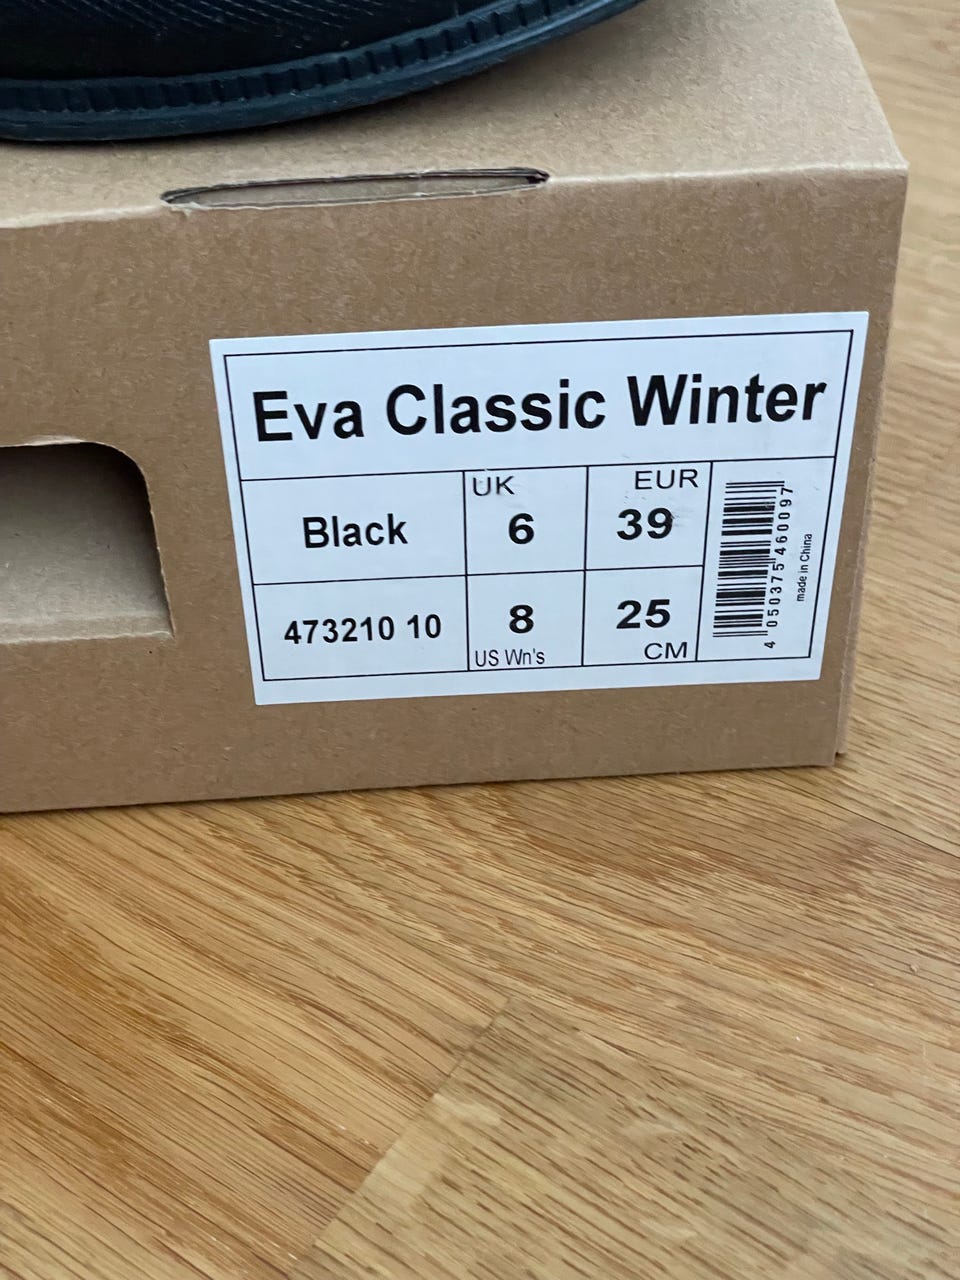 Eva Classic Winter
Black
UK
6
EUR
39
473210 10
8
US Wn's
25
CM
4 050375 460097
made in China